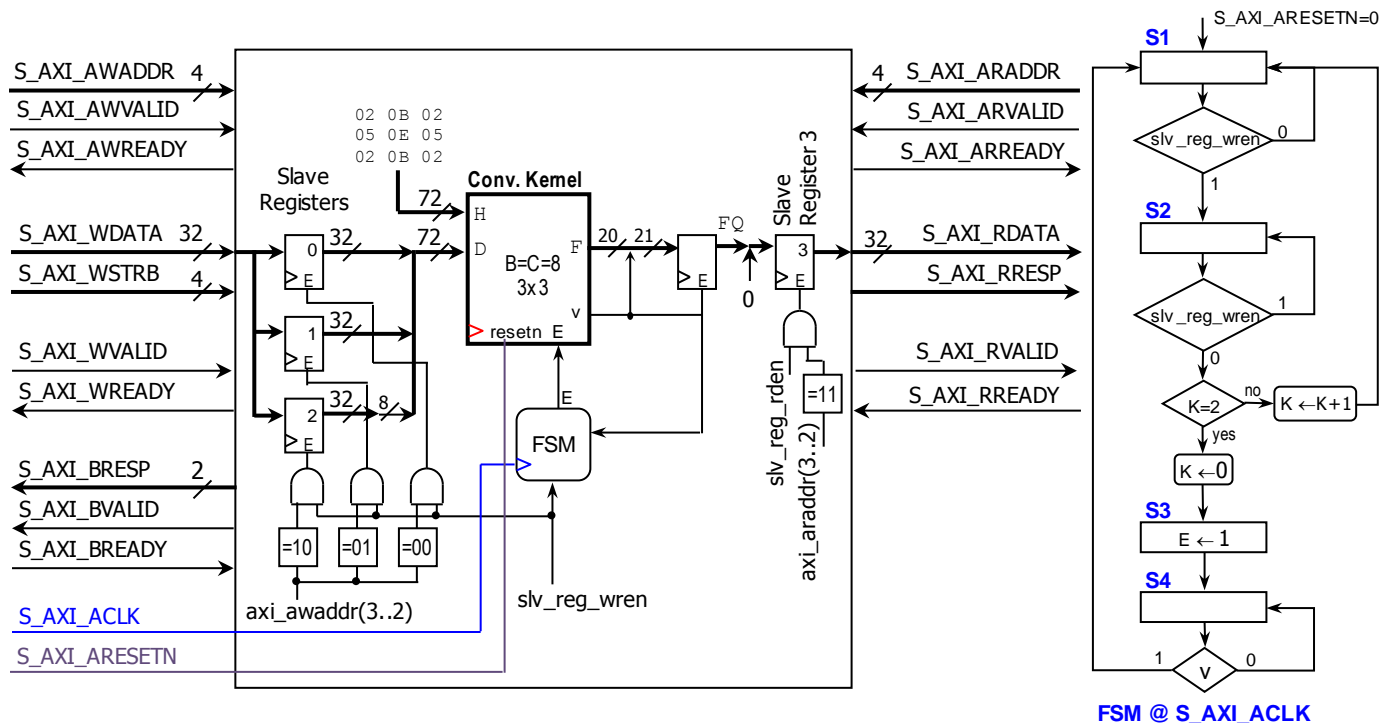 S_AXI_AWADDR 4
S_AXI_AWVALID
S_AXI_AWREADY
S_AXI_WDATA 32
S_AXI_WSTRB 4
S_AXI_WVALID
S_AXI_WREADY
S_AXI_BRESP 2
S_AXI_BVALID
S_AXI_BREADY
S_AXI_ACLK
S_AXI_ARESETN
02 0B 02
05 0E 05
02 0B 02
Slave
Registers
0
E
32
1
E
32
2
E
32
8
72
72
Conv. Kernel
H
D
F
B=C=8
3x3
v
resetn E
20
21
E
FQ
0
E
FSM
=10
=01
=00
axi_awaddr(3..2)
slv_reg_wren
Slave
Register 3
3
E
=11
slv_reg_rden
axi_araddr(3..2)
4 S_AXI_ARADDR
S_AXI_ARVALID
S_AXI_ARREADY
32 S_AXI_RDATA
S_AXI_RRESP
S_AXI_RVALID
S_AXI_RREADY
S_AXI_ARESETN=0
S1
slv_reg_wren
0
1
S2
slv_reg_wren
1
0
K=2
no
K ←K+1
yes
K ←0
S3
E ← 1
S4
1
v
0
FSM @ S_AXI_ACLK